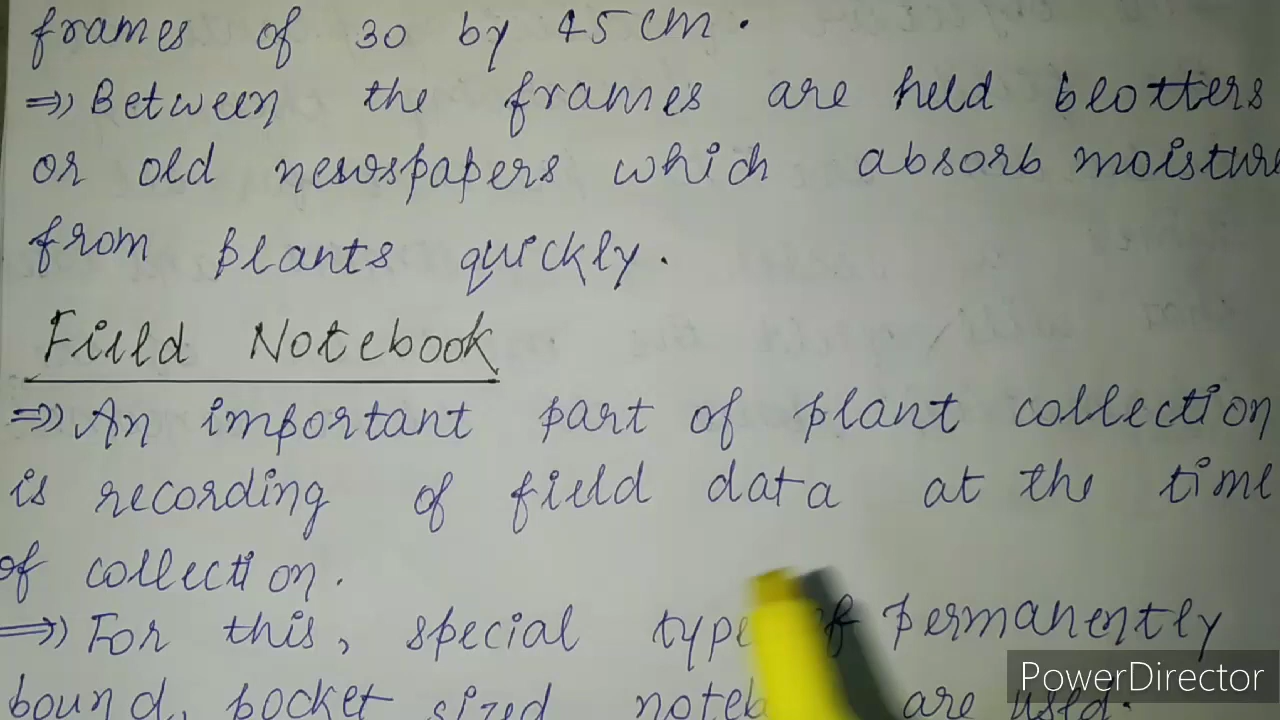 frames of 30 by 45 cm.
⇒ Between the frames are held blotters
or old newspapers which absorb moisture
from plants quickly.
Field Notebook
⇒ An important part of plant collection
is recording of field data at the time
of collection.
⇒ For this, special type of permanently
bound, pocket sized are used.
PowerDirector